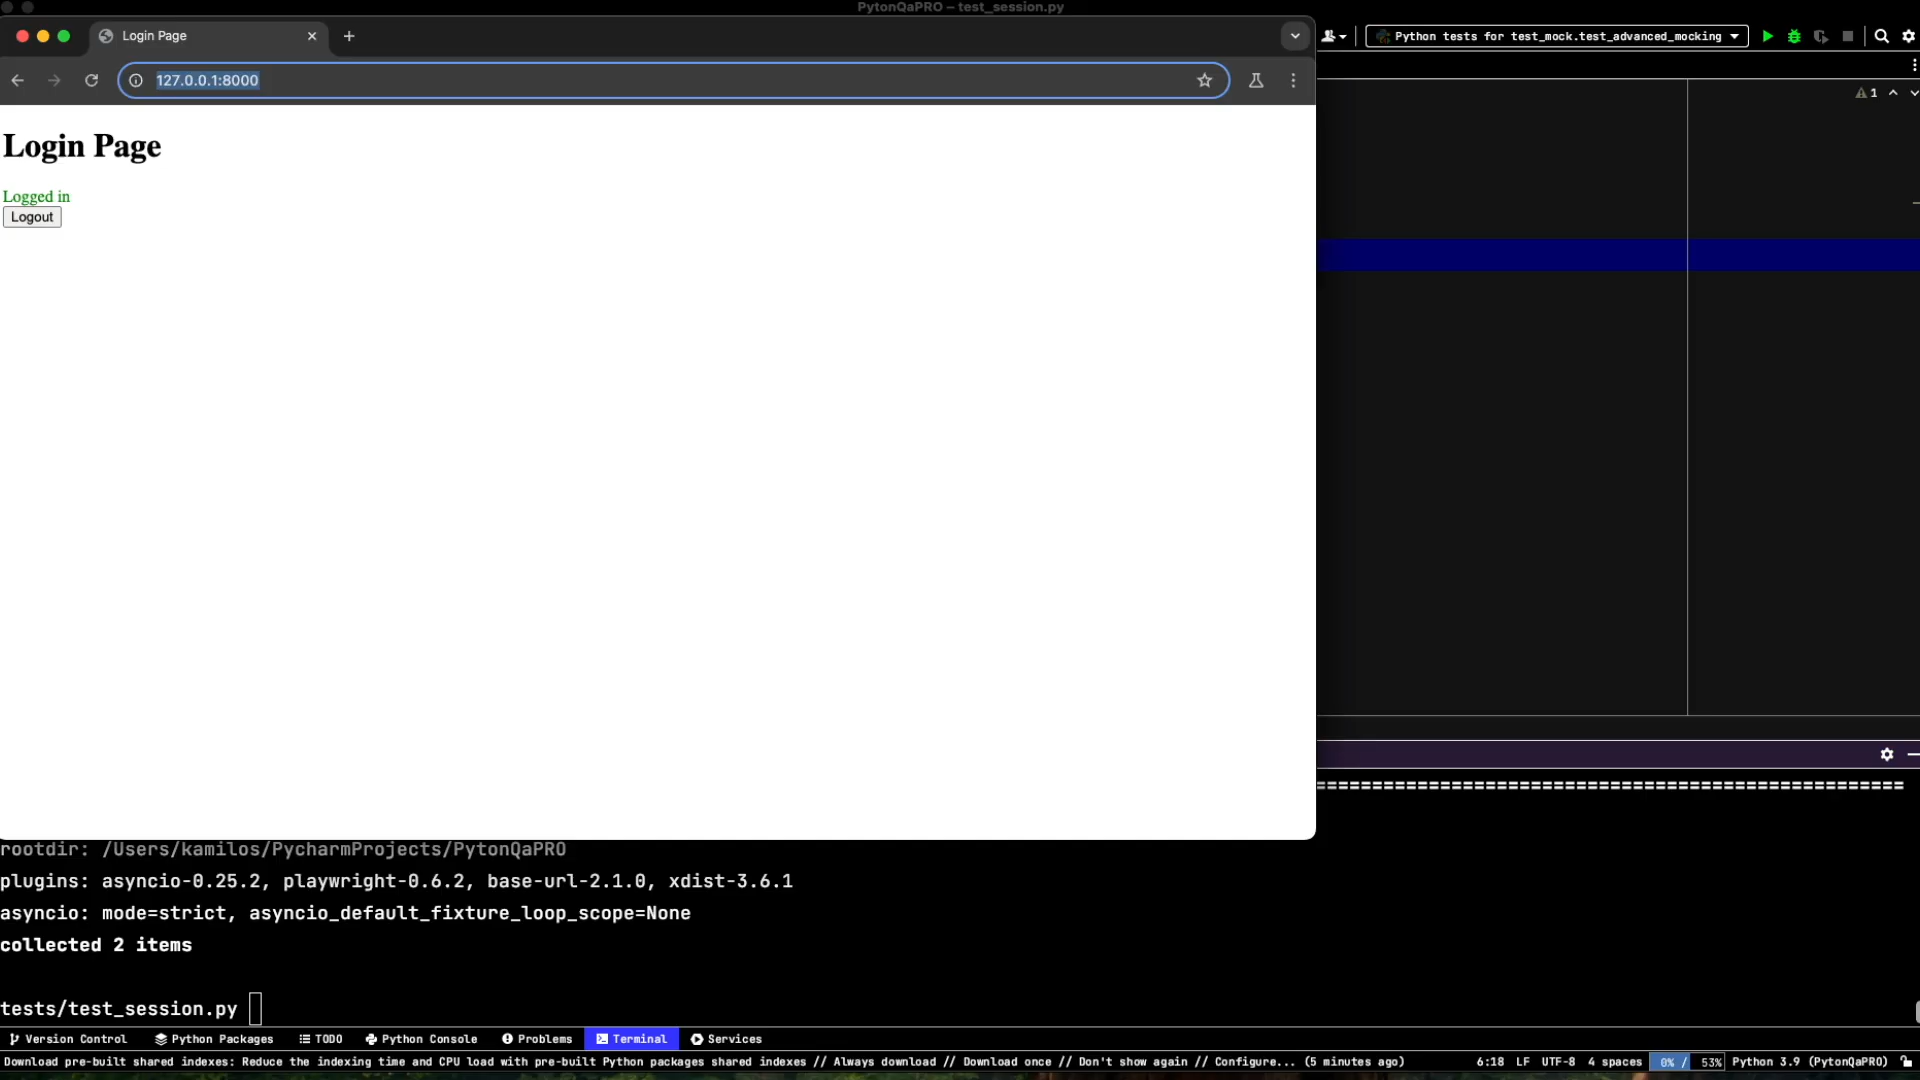 PytonQaPRO – test_session.py
Login Page
Python tests for test_mock.test_advanced_mocking
127.0.0.1:8000
1
Login Page
Logged in
Logout
================================================================
rootdir: /Users/kamilos/PycharmProjects/PytonQaPRO
plugins: asyncio-0.25.2, playwright-0.6.2, base-url-2.1.0, xdist-3.6.1
asyncio: mode=strict, asyncio_default_fixture_loop_scope=None
collected 2 items
tests/test_session.py
Version Control Python Packages TODO Python Console Problems Terminal Services
Download pre-built shared indexes: Reduce the indexing time and CPU load with pre-built Python packages shared indexes // Always download // Download once // Don't show again // Configure... (5 minutes ago) 6:18 LF UTF-8 4 spaces 0% / 53% Python 3.9 (PytonQaPRO)